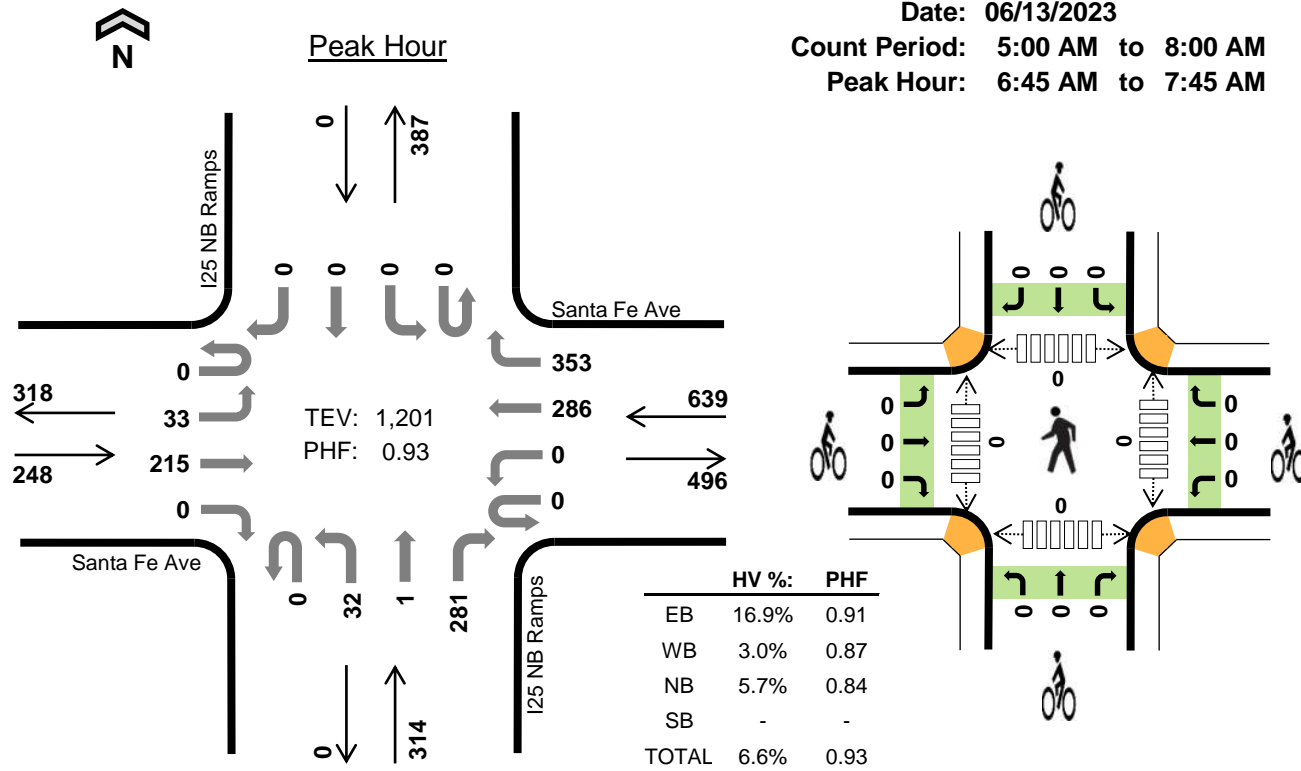 Date: 06/13/2023
Count Period: 5:00 AM to 8:00 AM
Peak Hour: 6:45 AM to 7:45 AM
N
Peak Hour
0
387
I25 NB Ramps
0 0 0 0
Santa Fe Ave
0
33
215
0
318
248
TEV: 1,201
PHF: 0.93
353
286
0
0
639
496
Santa Fe Ave
0 32 1 281
I25 NB Ramps
0
314
HV %: PHF
EB 16.9% 0.91
WB 3.0% 0.87
NB 5.7% 0.84
SB - -
TOTAL 6.6% 0.93
0 0 0
0
0
0
0
0
0
0
0
0
0
0
0 0 0